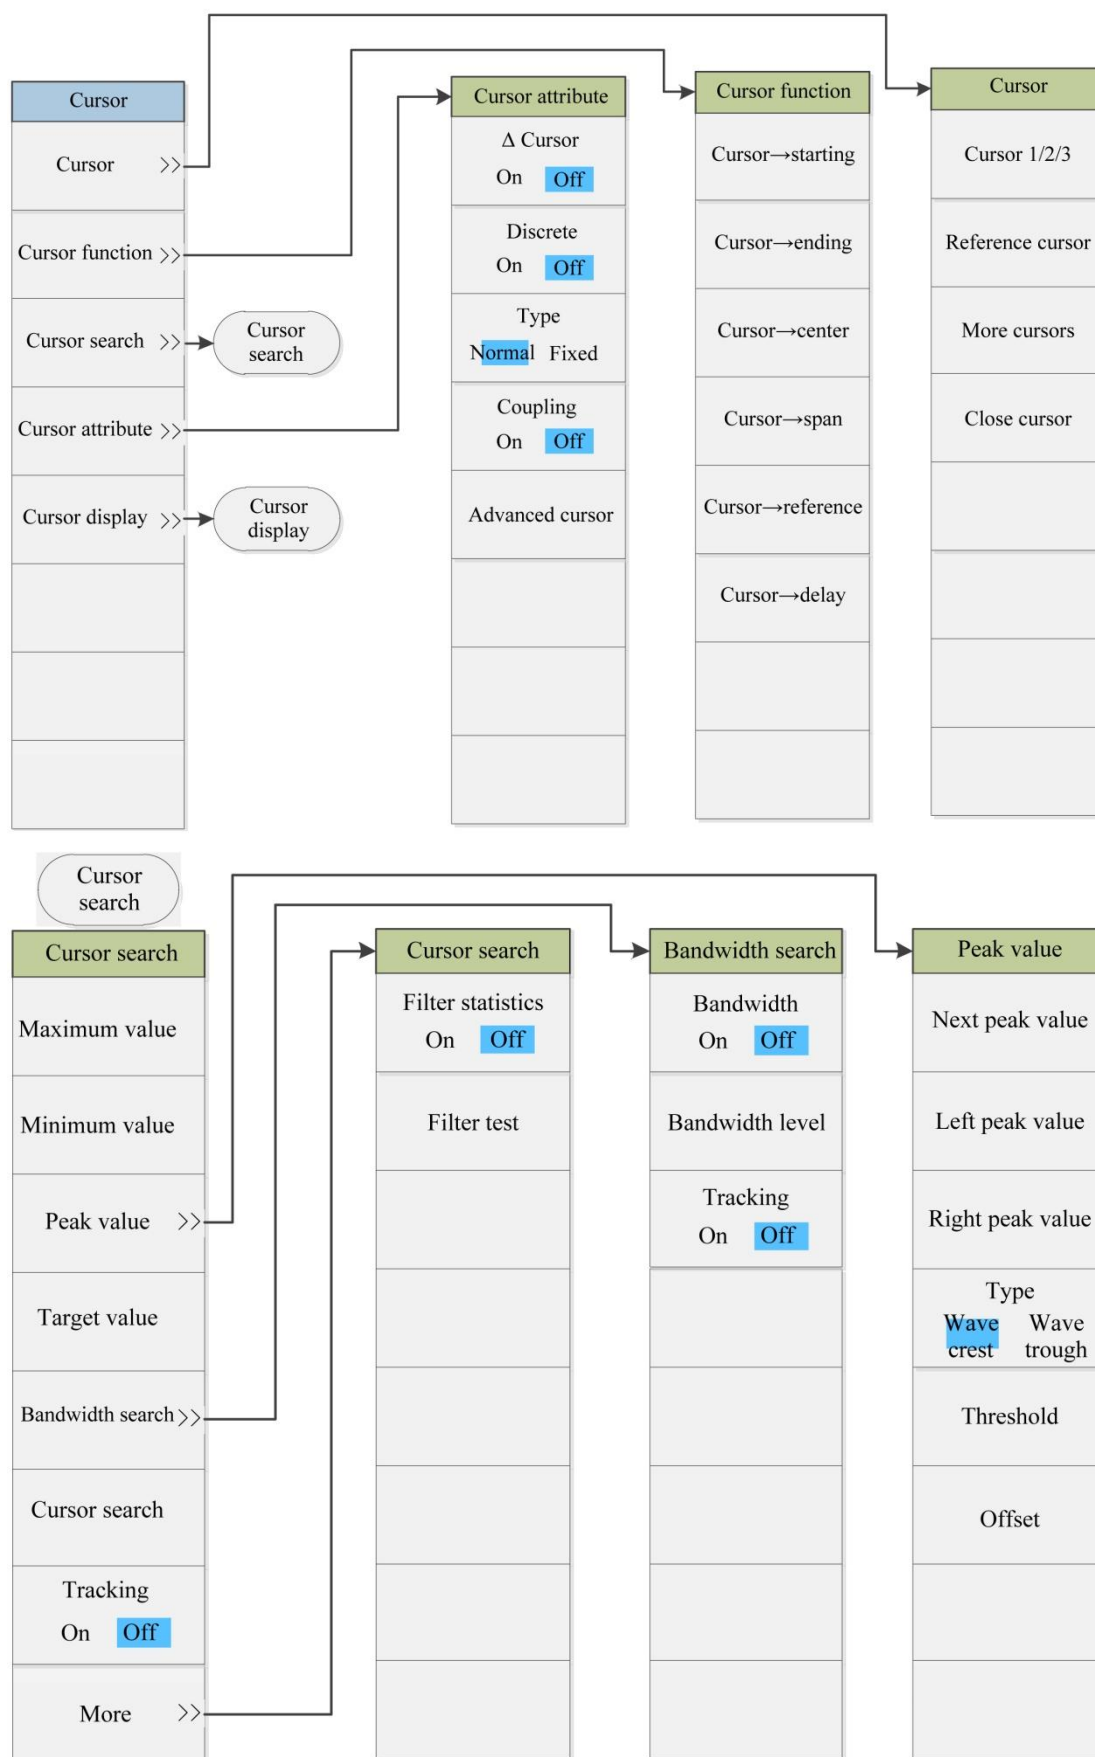 Cursor
Cursor >>
Cursor function >>
Cursor search >>
Cursor attribute >>
Cursor display >>
Cursor
search
Cursor
display
Cursor attribute
Δ Cursor
On Off
Discrete
On Off
Type
Normal Fixed
Coupling
On Off
Advanced cursor
Cursor function
Cursor→starting
Cursor→ending
Cursor→center
Cursor→span
Cursor→reference
Cursor→delay
Cursor
Cursor 1/2/3
Reference cursor
More cursors
Close cursor
Cursor
search
Cursor search
Maximum value
Minimum value
Peak value >>
Target value
Bandwidth search >>
Cursor search
Tracking
On Off
More >>
Cursor search
Filter statistics
On Off
Filter test
Bandwidth search
Bandwidth
On Off
Bandwidth level
Tracking
On Off
Peak value
Next peak value
Left peak value
Right peak value
Type
Wave Wave
crest trough
Threshold
Offset